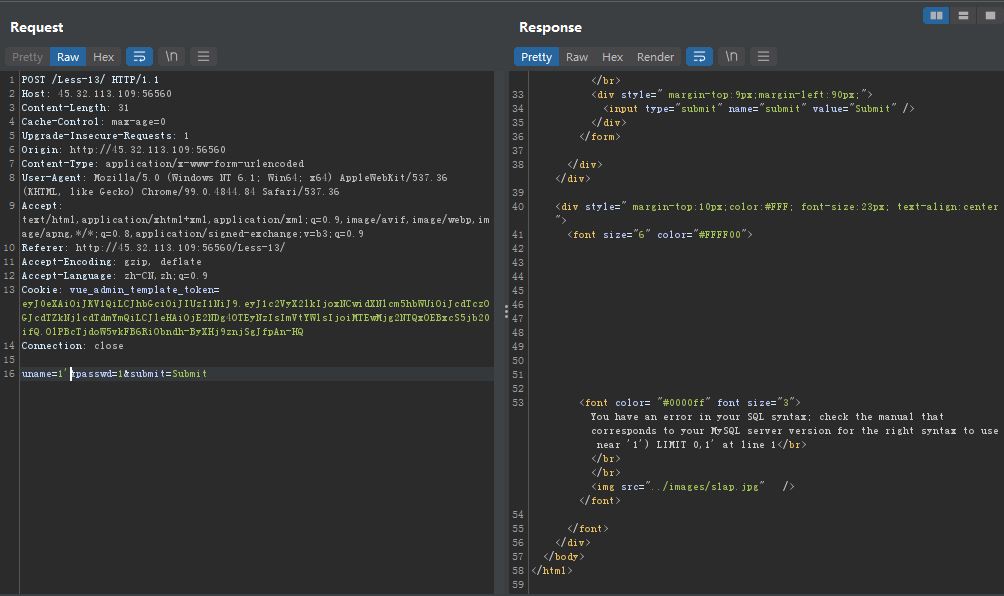 Request
Response
Pretty Raw Hex \n
Pretty Raw Hex Render \n
1 POST /Less-13/ HTTP/1.1
2 Host: 45.32.113.109:56560
3 Content-Length: 31
4 Cache-Control: max-age=0
5 Upgrade-Insecure-Requests: 1
6 Origin: http://45.32.113.109:56560
7 Content-Type: application/x-www-form-urlencoded
8 User-Agent: Mozilla/5.0 (Windows NT 6.1; Win64; x64) AppleWebKit/537.36
(KHTML, like Gecko) Chrome/99.0.4844.84 Safari/537.36
9 Accept:
text/html,application/xhtml+xml,application/xml;q=0.9,image/avif,image/webp,im
age/apng,*/*;q=0.8,application/signed-exchange;v=b3;q=0.9
10 Referer: http://45.32.113.109:56560/Less-13/
11 Accept-Encoding: gzip, deflate
12 Accept-Language: zh-CN,zh;q=0.9
13 Cookie: vue_admin_template_token=
14 Connection: close
15
16 uname=1'&passwd=1&submit=Submit
</br>
33 <div style=" margin-top:9px;margin-left:90px;">
34 <input type="submit" name="submit" value="Submit" />
35 </div>
36 </form>
37
38 </div>
</div>
39
40 <div style=" margin-top:10px;color:#FFF; font-size:23px; text-align:center
">
41 <font size="6" color="#FFFF00">
42
43
44
45
46
47
48
49
50
51
52
53 <font color= "#0000ff" font size="3">
You have an error in your SQL syntax; check the manual that
corresponds to your MySQL server version for the right syntax to use
near '1') LIMIT 0,1' at line 1</br>
</br>
</br>
<img src="../images/slap.jpg" />
</font>
54
55 </font>
56 </div>
57 </body>
58 </html>
59